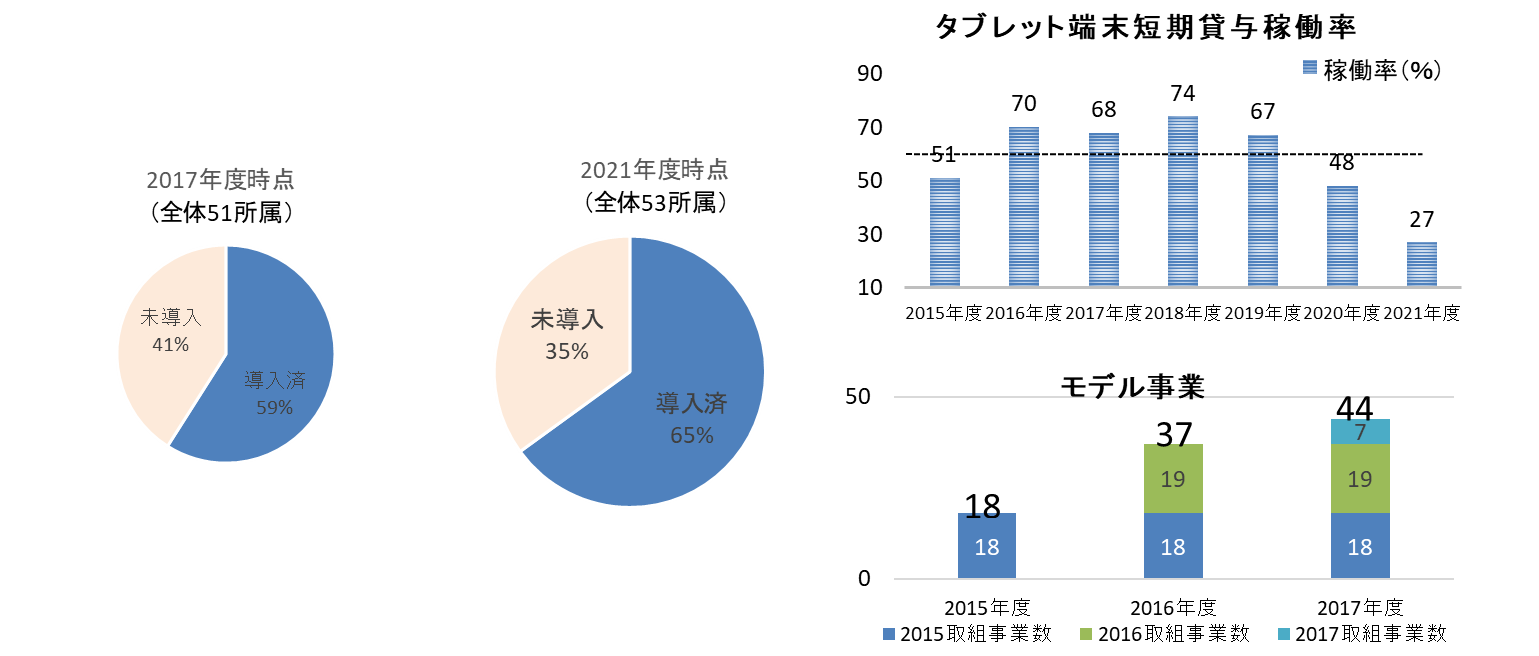 2017年度時点
（全体51所属）
未導入
41%
導入済
59%
2021年度時点
（全体53所属）
未導入
35%
導入済
65%
タブレット端末短期貸与稼働率
稼働率(%)
90
70
50
30
10
51
70
68
74
67
48
27
2015年度 2016年度 2017年度 2018年度 2019年度 2020年度 2021年度
モデル事業
50
0
18
18
37
19
18
44
7
19
18
2015年度 2016年度 2017年度
2015取組事業数 2016取組事業数 2017取組事業数